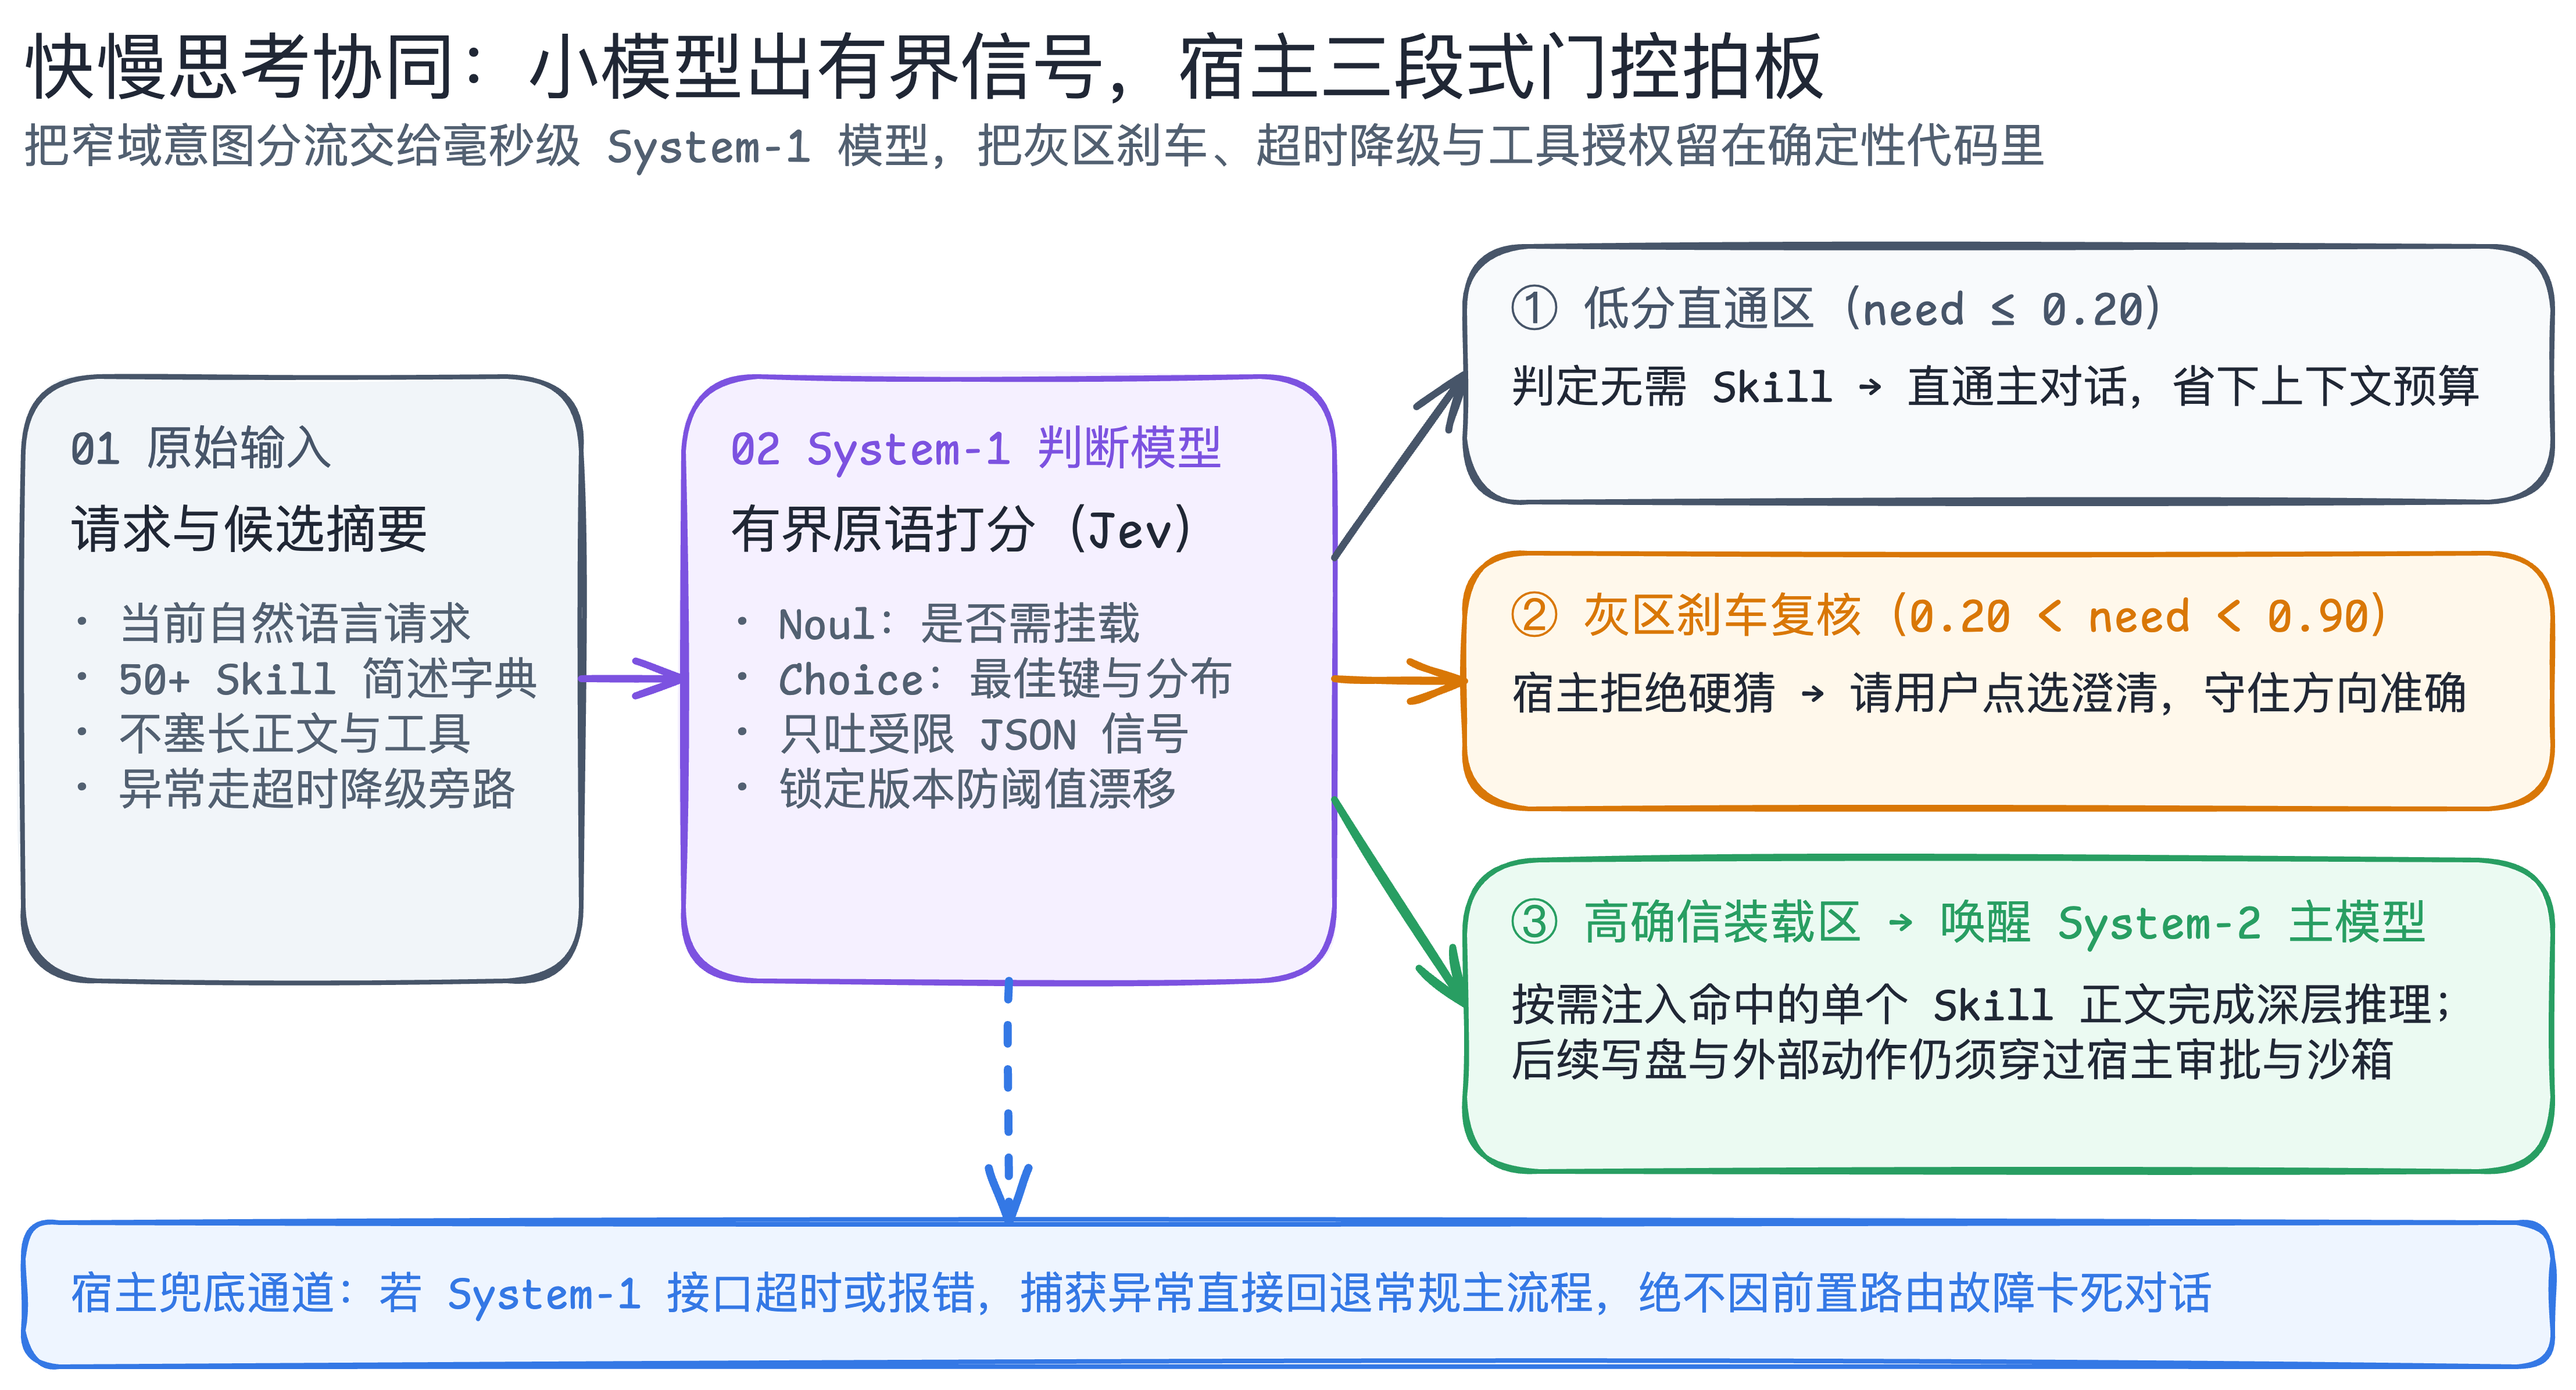 快慢思考协同：小模型出有界信号，宿主三段式门控拍板
把窄域意图分流交给毫秒级 System-1 模型，把灰区刹车、超时降级与工具授权留在确定性代码里
01 原始输入
请求与候选摘要
· 当前自然语言请求
· 50+ Skill 简述字典
· 不塞长正文与工具
· 异常走超时降级旁路
02 System-1 判断模型
有界原语打分（Jev）
· Noul：是否需挂载
· Choice：最佳键与分布
· 只吐受限 JSON 信号
· 锁定版本防阈值漂移
① 低分直通区（need ≤ 0.20）
判定无需 Skill → 直通主对话，省下上下文预算
② 灰区刹车复核（0.20 < need < 0.90）
宿主拒绝硬猜 → 请用户点选澄清，守住方向准确
③ 高确信装载区 → 唤醒 System-2 主模型
按需注入命中的单个 Skill 正文完成深层推理；
后续写盘与外部动作仍须穿过宿主审批与沙箱
宿主兜底通道：若 System-1 接口超时或报错，捕获异常直接回退常规主流程，绝不因前置路由故障卡死对话